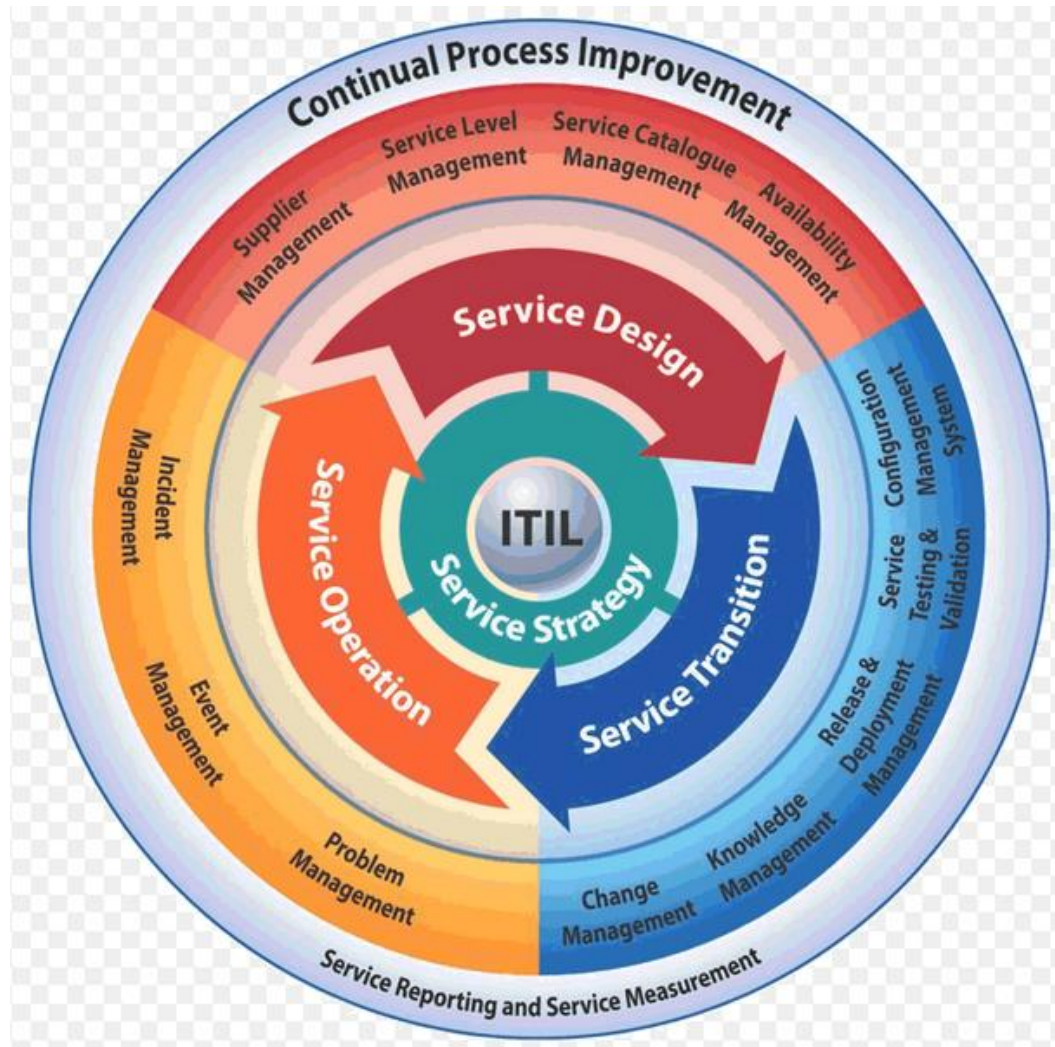 Continual Process Improvement
Supplier
Management
Service Level
Management
Service Catalogue
Management
Availability
Management
Configuration
Management
System
Service
Testing &
Validation
Release &
Deployment
Management
Knowledge
Management
Change
Management
Problem
Management
Event
Management
Incident
Management
Service Design
Service Transition
Service Operation
Service Strategy
ITIL
Service Reporting and Service Measurement